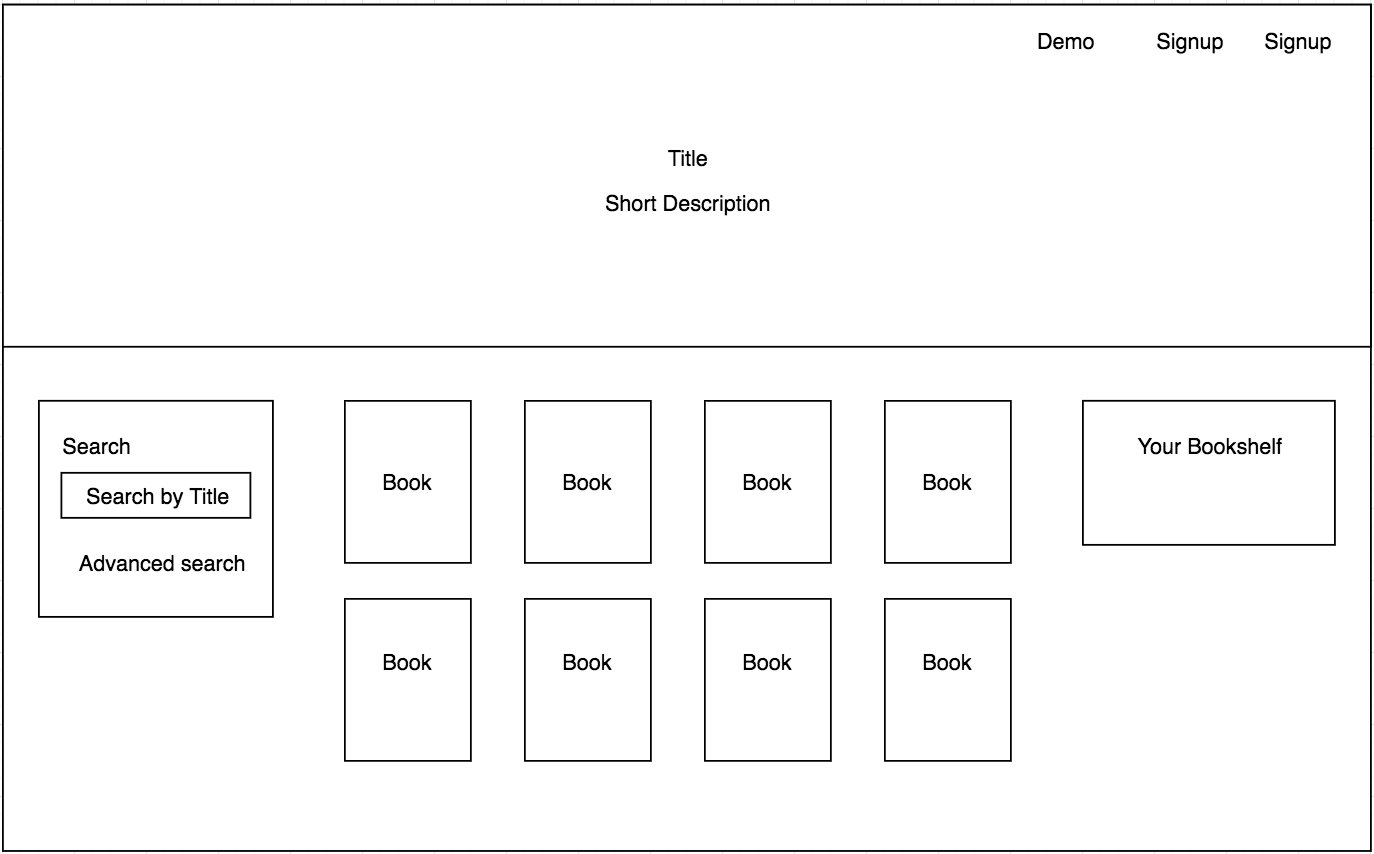 Demo Signup Signup
Title
Short Description
Search
Search by Title
Advanced search
Book Book Book Book
Book Book Book Book
Your Bookshelf